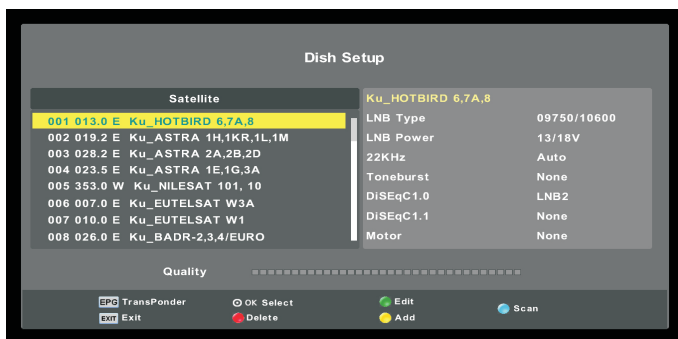 Dish Setup
Satellite
001 013.0 E Ku_HOTBIRD 6,7A,8
002 019.2 E Ku_ASTRA 1H,1KR,1L,1M
003 028.2 E Ku_ASTRA 2A,2B,2D
004 023.5 E Ku_ASTRA 1E,1G,3A
005 353.0 W Ku_NILESAT 101, 10
006 007.0 E Ku_EUTELSAT W3A
007 010.0 E Ku_EUTELSAT W1
008 026.0 E Ku_BADR-2,3,4/EURO
Ku_HOTBIRD 6,7A,8
LNB Type 09750/10600
LNB Power 13/18V
22KHz Auto
Toneburst None
DiSEqC1.0 LNB2
DiSEqC1.1 None
Motor None
Quality
EPG TransPonder OK Select Edit Scan
EXIT Exit Delete Add